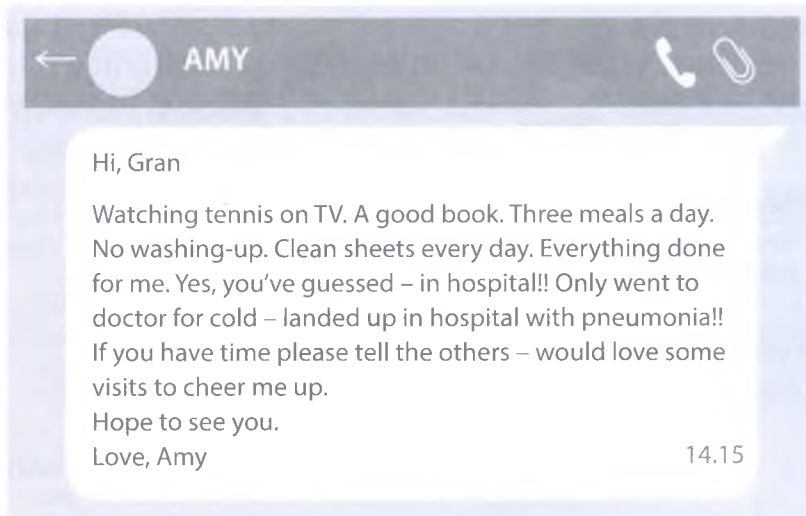 AMY
Hi, Gran
Watching tennis on TV. A good book. Three meals a day.
No washing-up. Clean sheets every day. Everything done
for me. Yes, you've guessed – in hospital!! Only went to
doctor for cold – landed up in hospital with pneumonia!!
If you have time please tell the others – would love some
visits to cheer me up.
Hope to see you.
Love, Amy 14.15